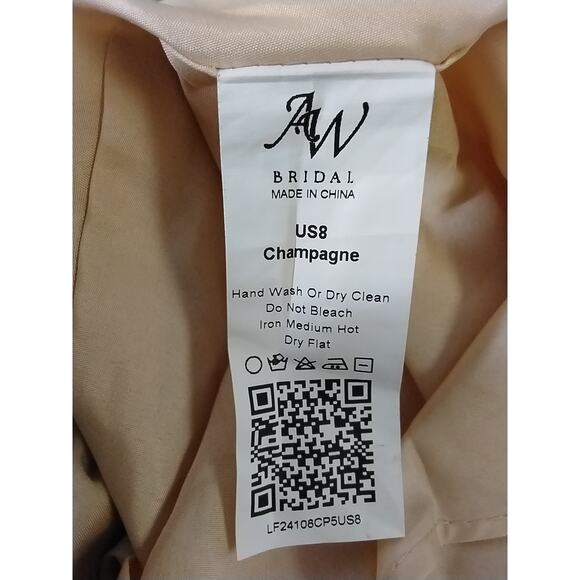 AW
BRIDAL
MADE IN CHINA
US8
Champagne
Hand Wash Or Dry Clean
Do Not Bleach
Iron Medium Hot
Dry Flat
LF24108CP5US8